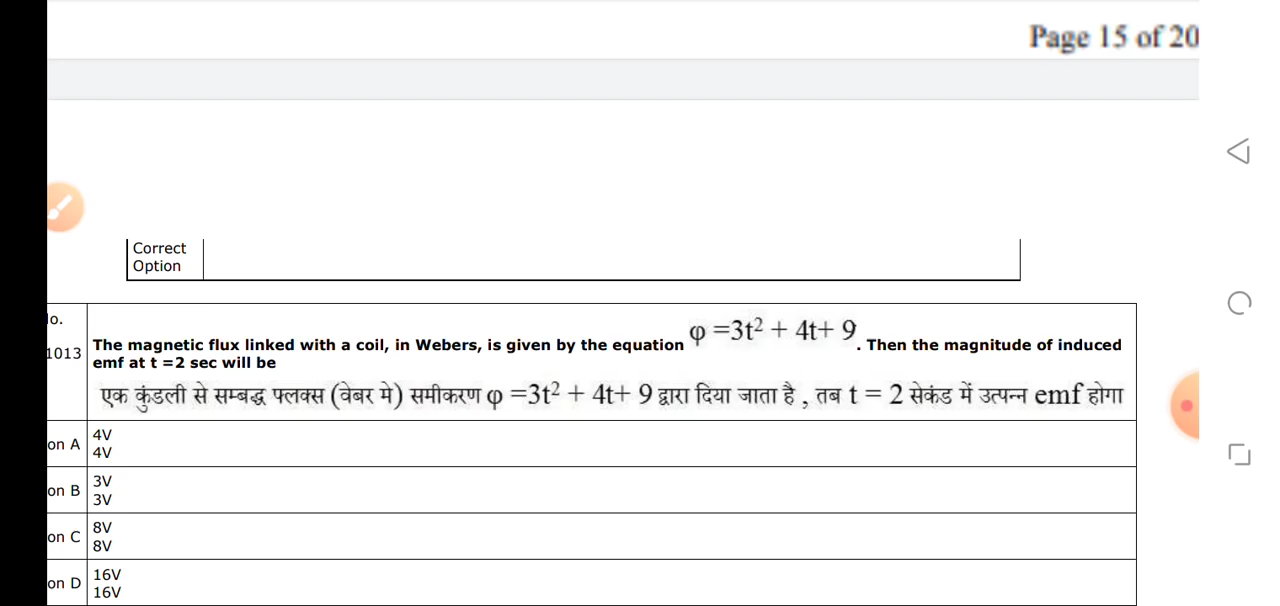 Page 15 of 20
Correct
Option
lo.
1013
The magnetic flux linked with a coil, in Webers, is given by the equation φ =3t² + 4t+ 9 . Then the magnitude of induced
emf at t =2 sec will be
एक कुंडली से सम्बद्ध फ्लक्स (वेबर मे) समीकरण φ =3t² + 4t+ 9 द्वारा दिया जाता है , तब t = 2 सेकंड में उत्पन्न emf होगा
on A
4V
4V
on B
3V
3V
on C
8V
8V
on D
16V
16V